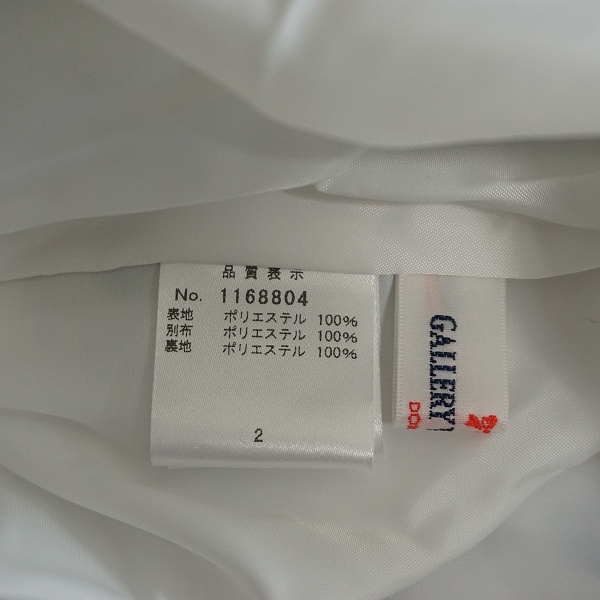 品質表示
No. 1168804
表地 ポリエステル 100%
別布 ポリエステル 100%
裏地 ポリエステル 100%
2
GALLERY